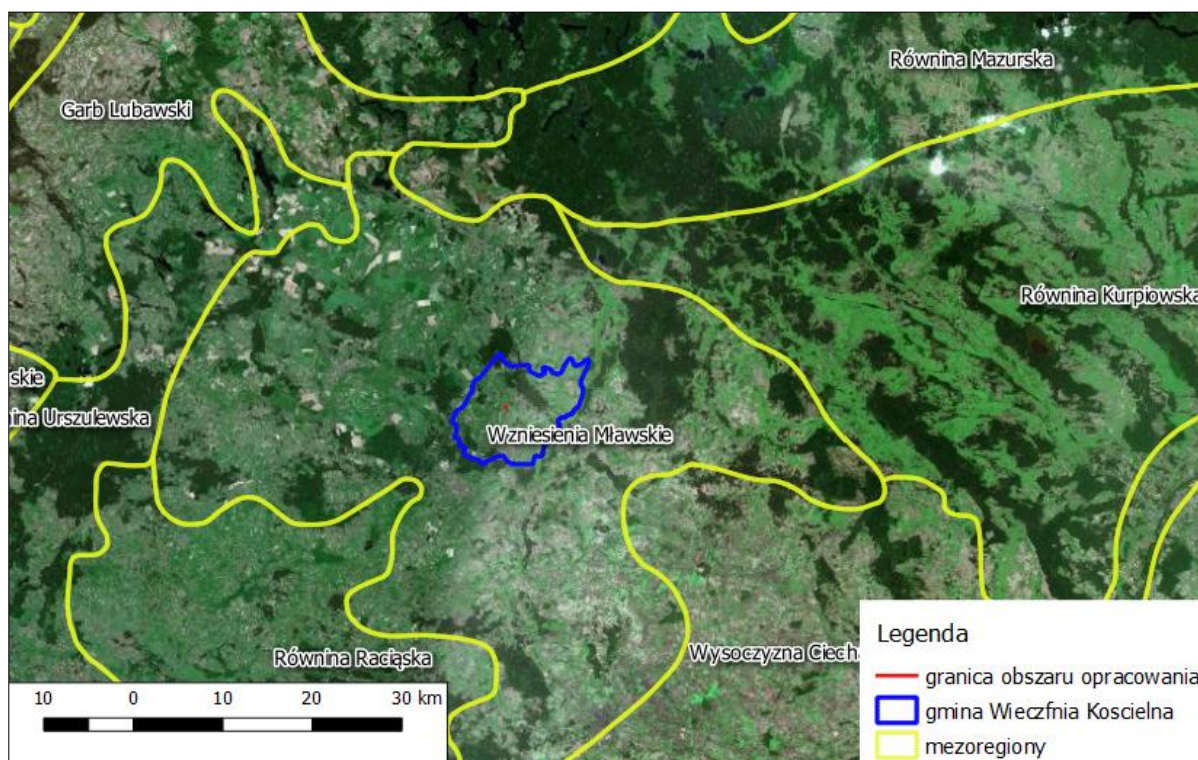 Równina Mazurska
Garb Lubawski
Równina Kurpiowska
skie
nina Urszulewska
Wzniesienia Mławskie
Równina Raciąska
Wysoczyzna Ciecha
Legenda
granica obszaru opracowania
gmina Wieczfnia Koscielna
mezoregiony
10 0 10 20 30 km